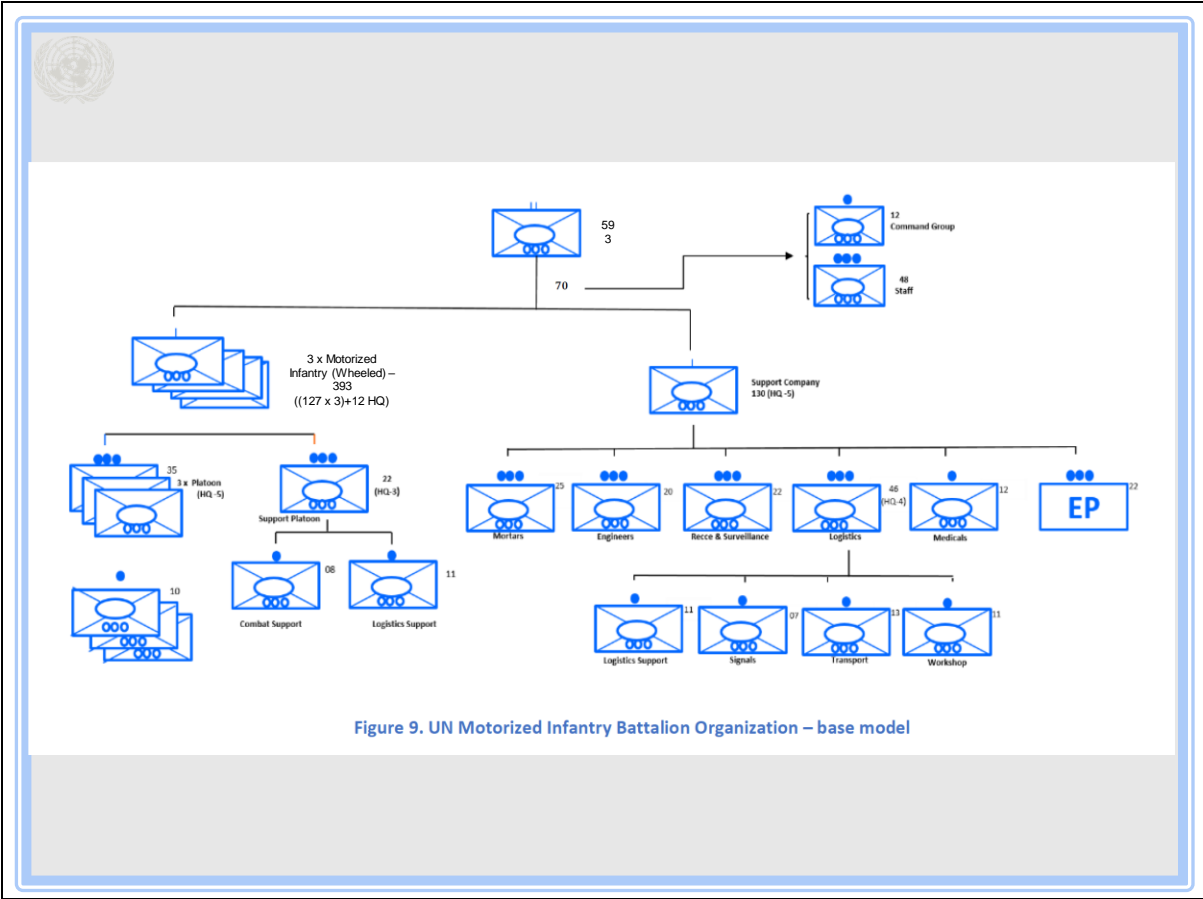 59
3
12
Command Group
70
48
Staff
3 x Motorized
Infantry (Wheeled) –
393
((127 x 3)+12 HQ)
Support Company
130 (HQ -5)
35
3 x Platoon
(HQ -5)
22
(HQ-3)
Support Platoon
25
Mortars
20
Engineers
22
Recce & Surveillance
46
(HQ-4)
Logistics
12
Medicals
22
EP
10
08
Combat Support
11
Logistics Support
11
Logistics Support
07
Signals
13
Transport
11
Workshop
Figure 9. UN Motorized Infantry Battalion Organization – base model